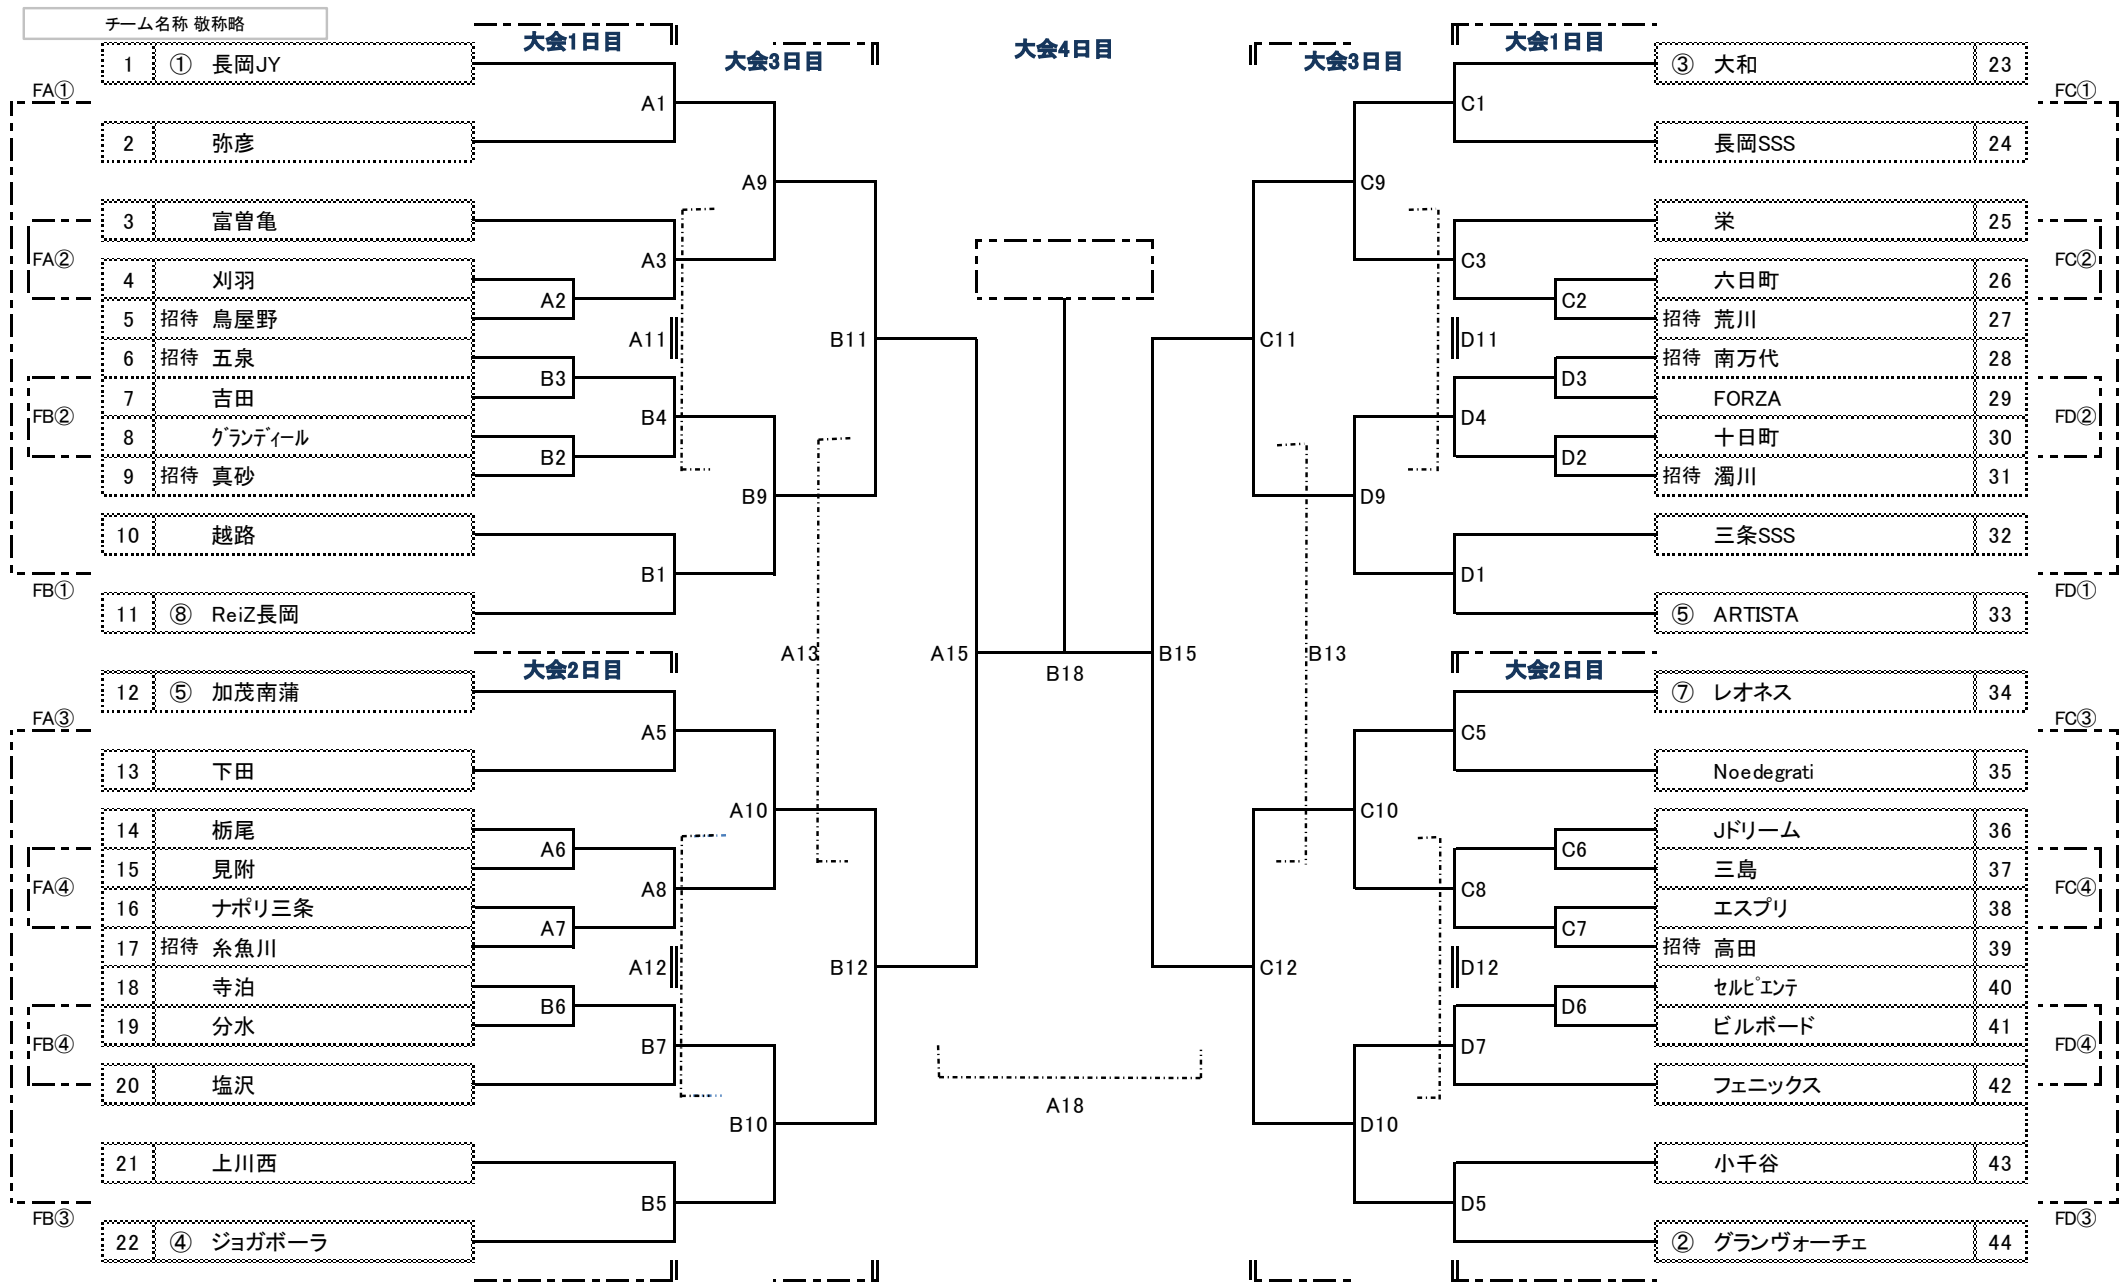 チーム名称 敬称略
大会1日目
大会3日目
大会4日目
大会3日目
大会1日目
1 ① 長岡JY
2 弥彦
3 富曽亀
4 刈羽
5 招待 鳥屋野
6 招待 五泉
7 吉田
8 グランディール
9 招待 真砂
10 越路
11 ⑧ ReiZ長岡
FA①
FA②
FB②
FB①
A1
A3
A2
A11
B3
B4
B2
B1
A9
B9
B11
大会2日目
12 ⑤ 加茂南蒲
13 下田
14 栃尾
15 見附
16 ナポリ三条
17 招待 糸魚川
18 寺泊
19 分水
20 塩沢
21 上川西
22 ④ ジョガボーラ
FA③
FA④
FB④
FB③
A5
A6
A8
A7
A12
B6
B7
B5
A10
B10
B12
A13
A15
B18
B15
B13
A18
③ 大和 23
長岡SSS 24
栄 25
六日町 26
招待 荒川 27
招待 南万代 28
FORZA 29
十日町 30
招待 濁川 31
三条SSS 32
⑤ ARTISTA 33
FC①
FC②
FD②
FD①
C1
C3
C2
D11
D3
D4
D2
D1
C9
D9
C11
大会2日目
⑦ レオネス 34
Noedegrati 35
Jドリーム 36
三島 37
エスプリ 38
招待 高田 39
セルピエンテ 40
ビルボード 41
フェニックス 42
小千谷 43
② グランヴォーチェ 44
FC③
FC④
FD④
FD③
C5
C6
C8
C7
D12
D6
D7
D5
C10
D10
C12